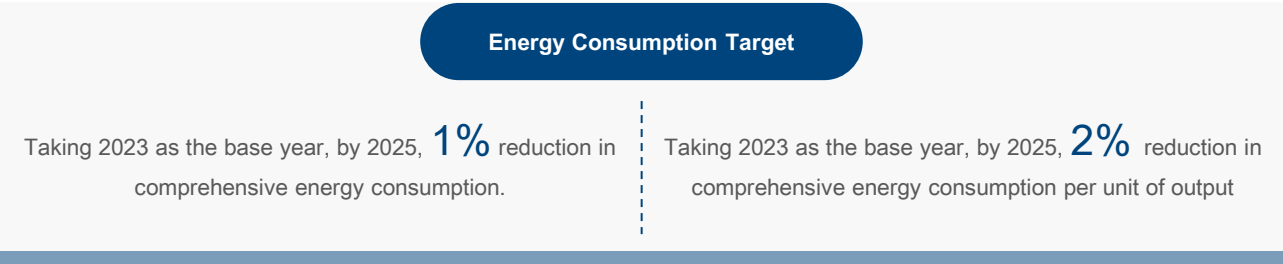 Energy Consumption Target
Taking 2023 as the base year, by 2025, 1% reduction in
comprehensive energy consumption.
Taking 2023 as the base year, by 2025, 2% reduction in
comprehensive energy consumption per unit of output